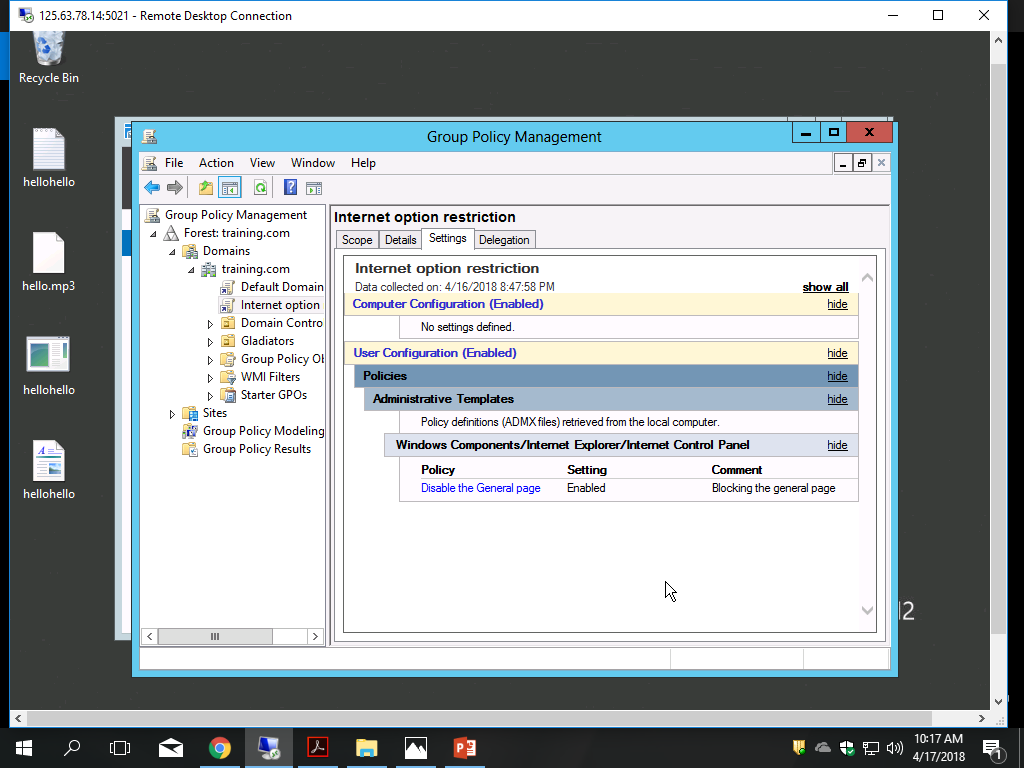 125.63.78.14:5021 - Remote Desktop Connection
Recycle Bin
hellohello
hello.mp3
hellohello
hellohello
Group Policy Management
File Action View Window Help
Group Policy Management
Forest: training.com
Domains
training.com
Default Domain
Internet option
Domain Contro
Gladiators
Group Policy Ob
WMI Filters
Starter GPOs
Sites
Group Policy Modeling
Group Policy Results
Internet option restriction
Scope Details Settings Delegation
Internet option restriction
Data collected on: 4/16/2018 8:47:58 PM show all
Computer Configuration (Enabled) hide
No settings defined.
User Configuration (Enabled) hide
Policies hide
Administrative Templates hide
Policy definitions (ADMX files) retrieved from the local computer.
Windows Components/Internet Explorer/Internet Control Panel hide
Policy Setting Comment
Disable the General page Enabled Blocking the general page
10:17 AM
4/17/2018
1